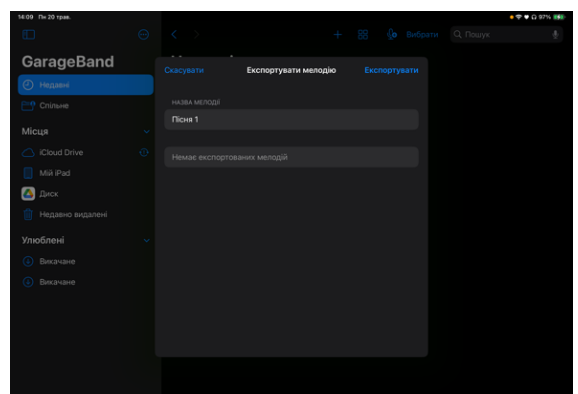 14:09 Пн 20 трав.
97%
Вибрати
Пошук
GarageBand
Недавні
Спільне
Місця
iCloud Drive
Мій iPad
Диск
Недавно видалені
Улюблені
Викачане
Викачане
Скасувати Експортувати мелодію Експортувати
НАЗВА МЕЛОДІЇ
Пісня 1
Немає експортованих мелодій